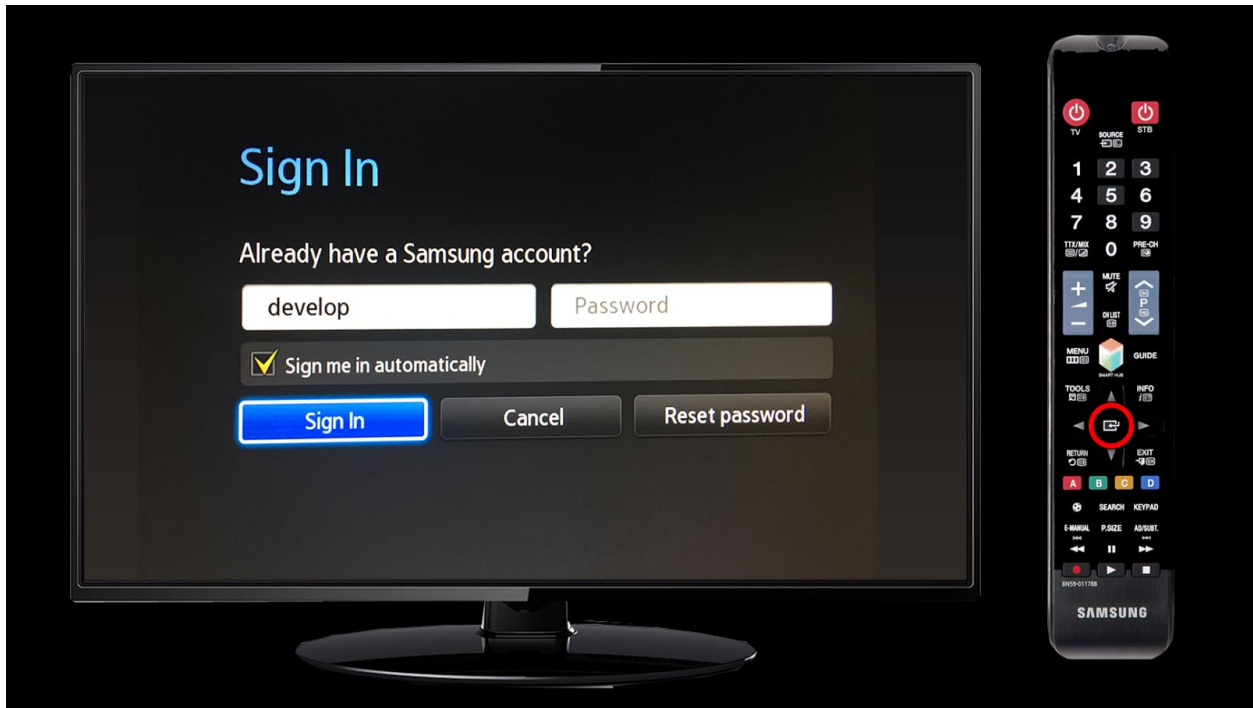 Sign In
Already have a Samsung account?
develop
Password
Sign me in automatically
Sign In
Cancel
Reset password
TV
SOURCE
STB
1 2 3
4 5 6
7 8 9
TTX/MIX
0
PRE-CH
MUTE
+
P
CH LIST
−
MENU
GUIDE
SMART HUB
TOOLS
INFO
RETURN
EXIT
A B C D
SEARCH
KEYPAD
E-MANUAL
P.SIZE
AD/SUBT.
BN59-01178B
SAMSUNG